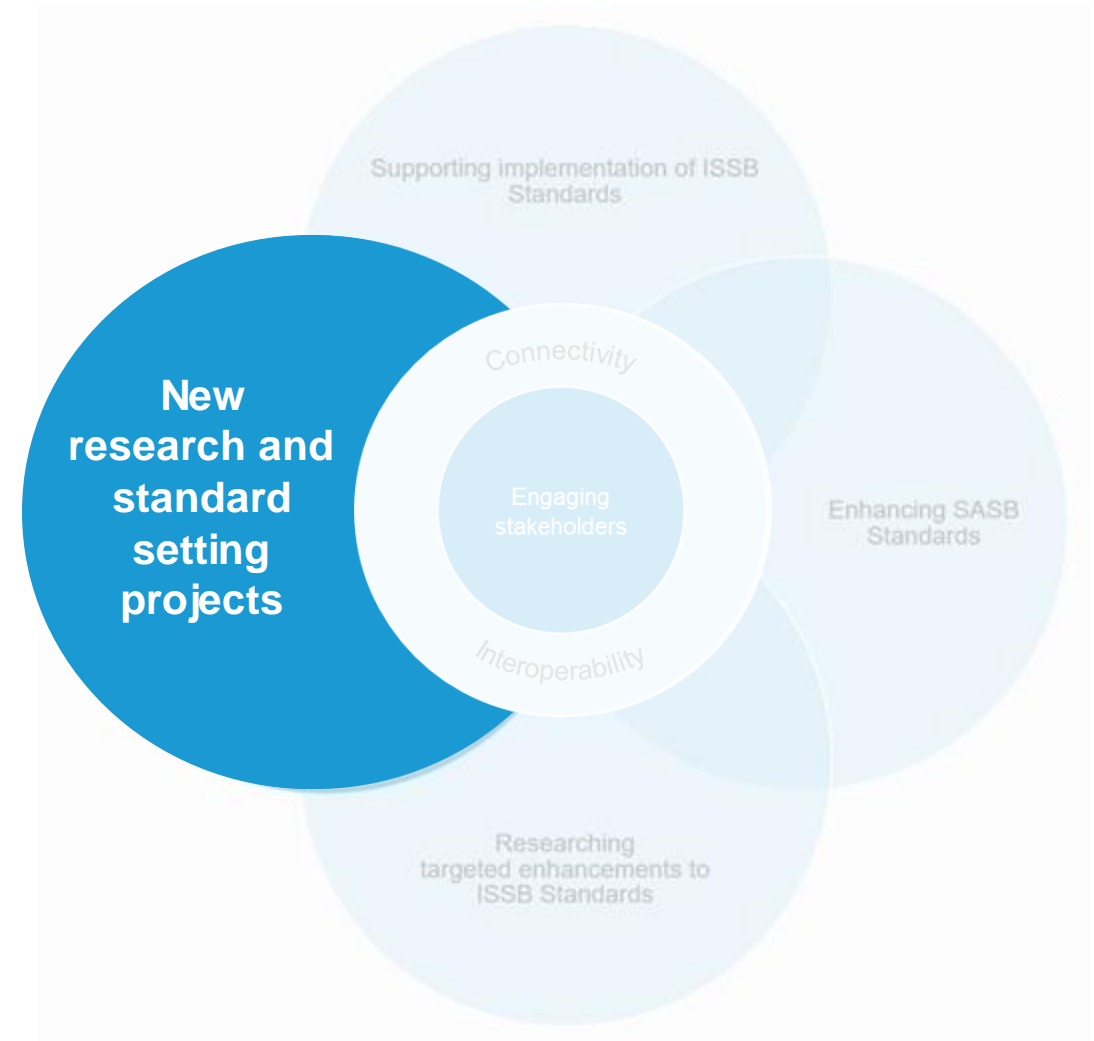 Supporting implementation of ISSB
Standards
New
research and
standard
setting
projects
Connectivity
Engaging
stakeholders
Interoperability
Enhancing SASB
Standards
Researching
targeted enhancements to
ISSB Standards